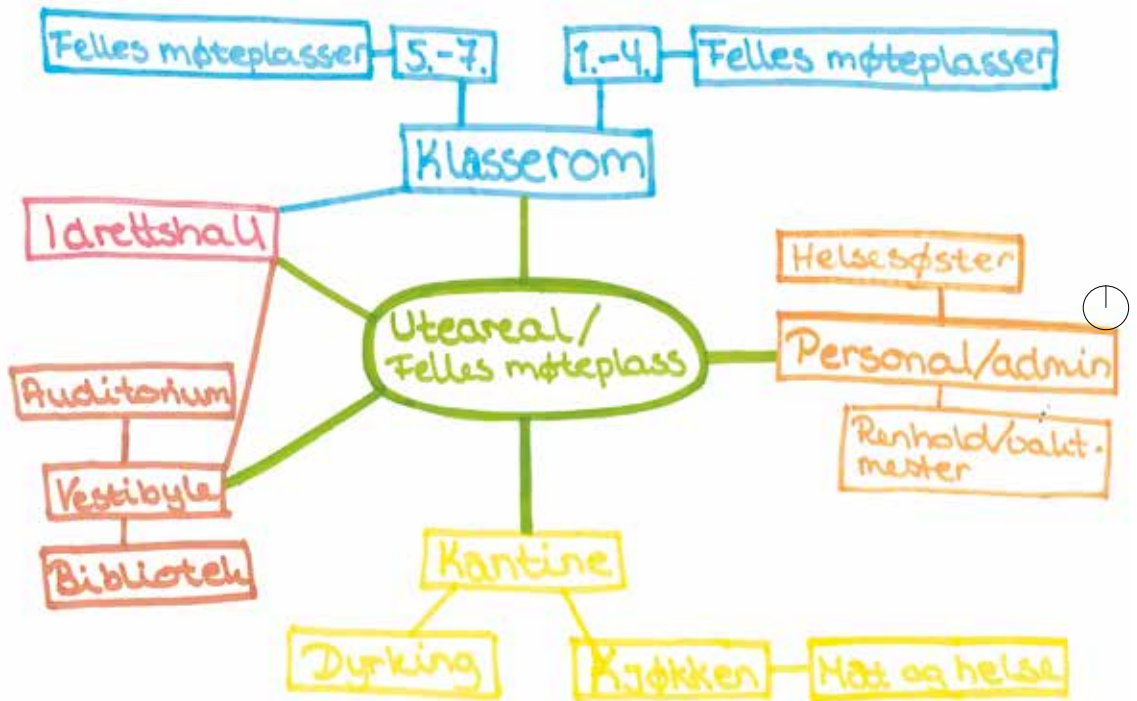 Felles møteplasser
5.-7.
1.-4.
Felles møteplasser
Klasserom
Idrettshall
Helsesøster
Uteareal/
Felles møteplass
Personal/admin
Auditorium
Renhold/vakt-
mester
Vestibyle
Kantine
Bibliotek
Dyrking
Kjøkken
Mat og helse